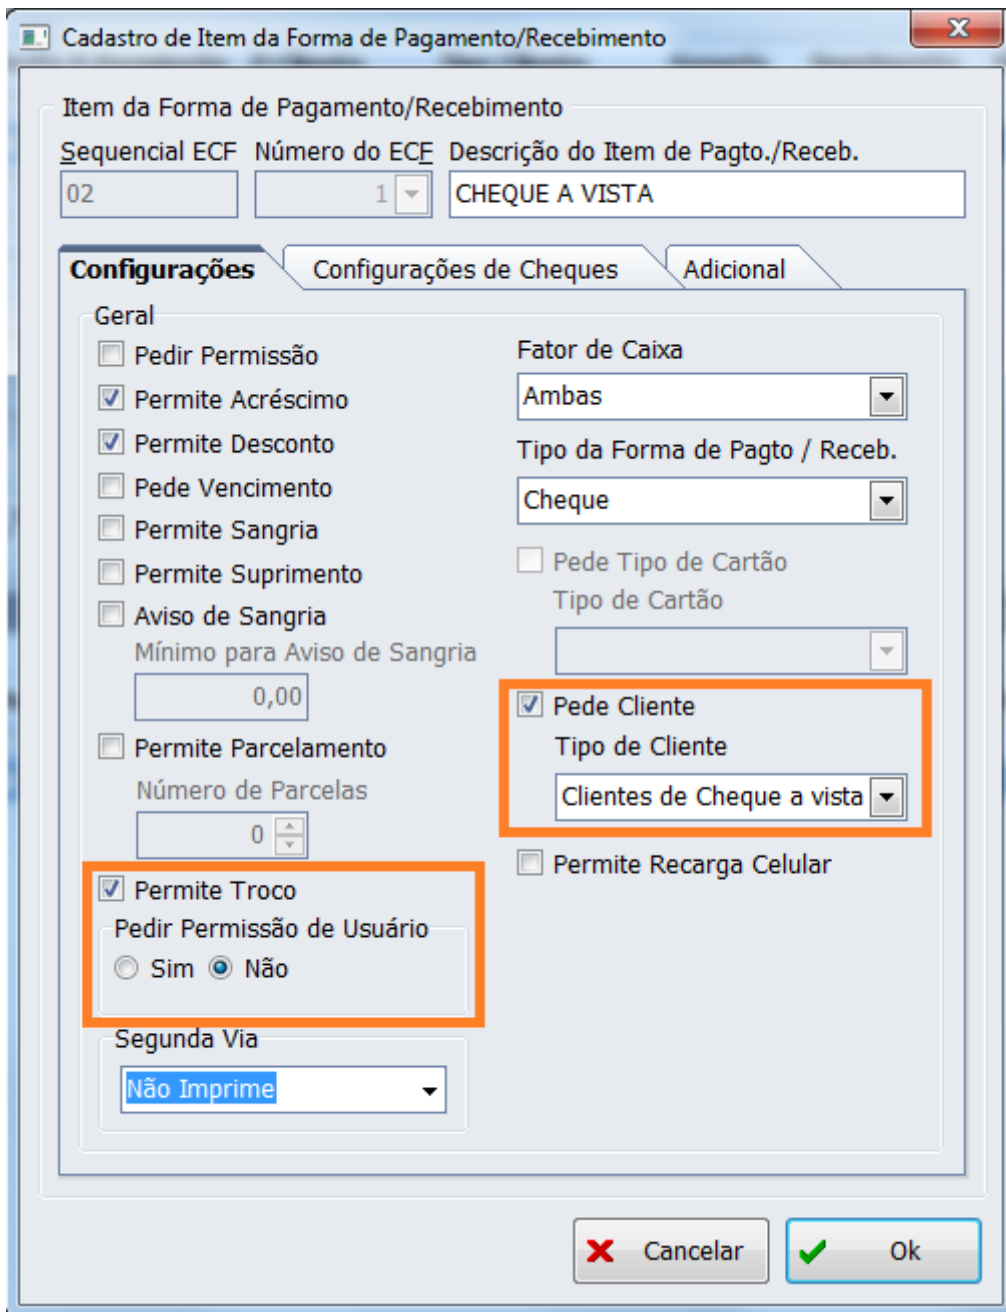 Cadastro de Item da Forma de Pagamento/Recebimento
Item da Forma de Pagamento/Recebimento
Sequencial ECF Número do ECF Descrição do Item de Pagto./Receb.
02 1 CHEQUE A VISTA
Configurações Configurações de Cheques Adicional
Geral
Pedir Permissão
Permite Acréscimo
Permite Desconto
Pede Vencimento
Permite Sangria
Permite Suprimento
Aviso de Sangria
Mínimo para Aviso de Sangria
0,00
Permite Parcelamento
Número de Parcelas
0
Permite Troco
Pedir Permissão de Usuário
Sim Não
Segunda Via
Não Imprime
Fator de Caixa
Ambas
Tipo da Forma de Pagto / Receb.
Cheque
Pede Tipo de Cartão
Tipo de Cartão
Pede Cliente
Tipo de Cliente
Clientes de Cheque a vista
Permite Recarga Celular
Cancelar Ok